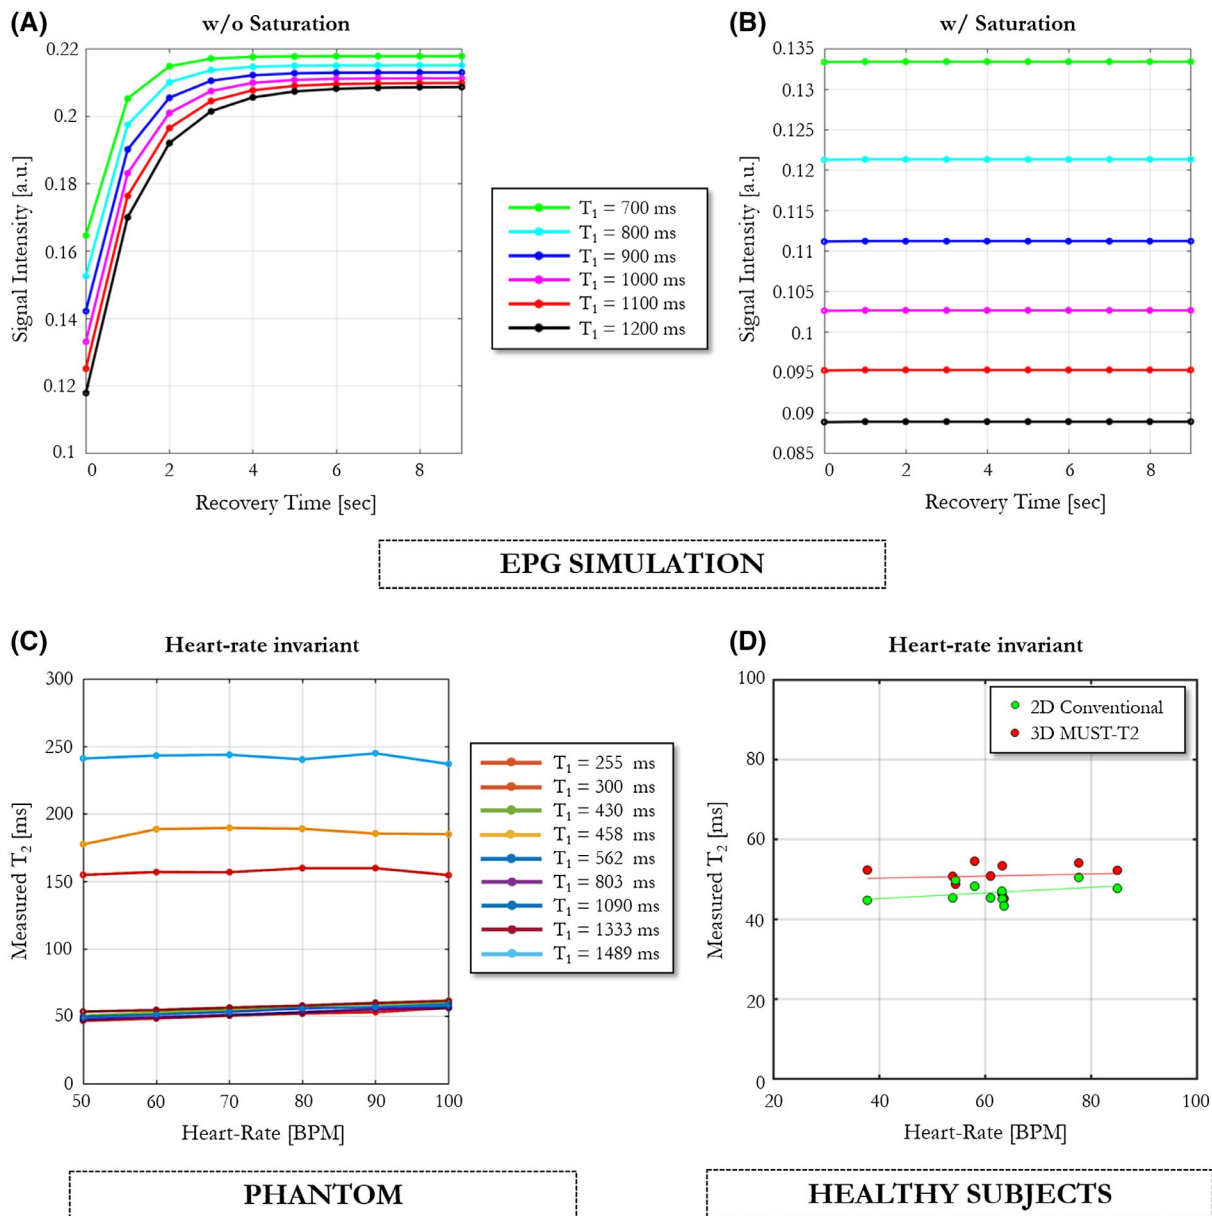 (A)
w/o Saturation
0.22
0.2
0.18
0.16
0.14
0.12
0.1
0 2 4 6 8
Signal Intensity [a.u.]
Recovery Time [sec]
T1 = 700 ms
T1 = 800 ms
T1 = 900 ms
T1 = 1000 ms
T1 = 1100 ms
T1 = 1200 ms
(B)
w/ Saturation
0.135
0.13
0.125
0.12
0.115
0.11
0.105
0.1
0.095
0.09
0.085
0 2 4 6 8
Signal Intensity [a.u.]
Recovery Time [sec]
EPG SIMULATION
(C)
Heart-rate invariant
300
250
200
150
100
50
0
50 60 70 80 90 100
Measured T2 [ms]
Heart-Rate [BPM]
T1 = 255 ms
T1 = 300 ms
T1 = 430 ms
T1 = 458 ms
T1 = 562 ms
T1 = 803 ms
T1 = 1090 ms
T1 = 1333 ms
T1 = 1489 ms
PHANTOM
(D)
Heart-rate invariant
100
80
60
40
20
0
20 40 60 80 100
Measured T2 [ms]
Heart-Rate [BPM]
2D Conventional
3D MUST-T2
HEALTHY SUBJECTS